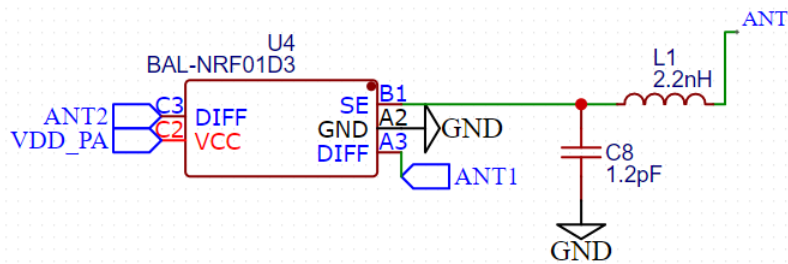 ANT
U4
BAL-NRF01D3
L1
2.2nH
ANT2 C3 DIFF SE B1
VDD_PA C2 VCC GND A2 GND
DIFF A3
ANT1
C8
1.2pF
GND